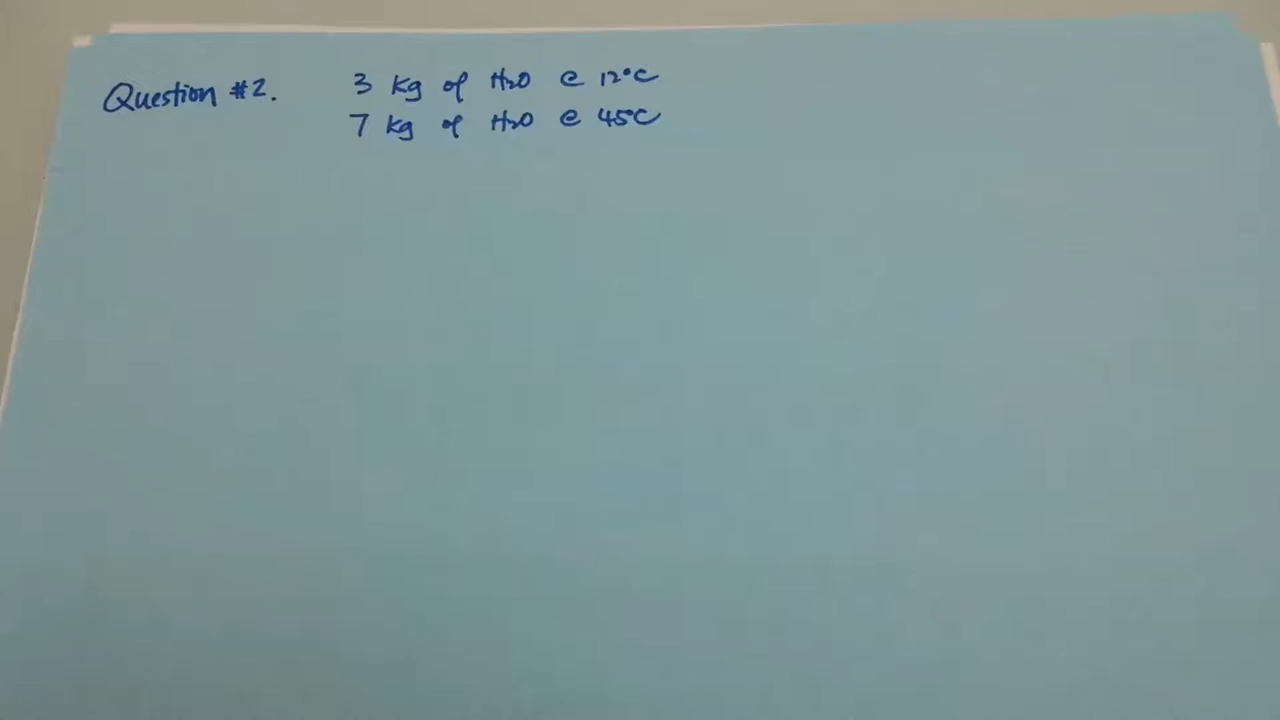 Question #2. 3 kg of H2O @ 12°C
7 kg of H2O @ 45°C